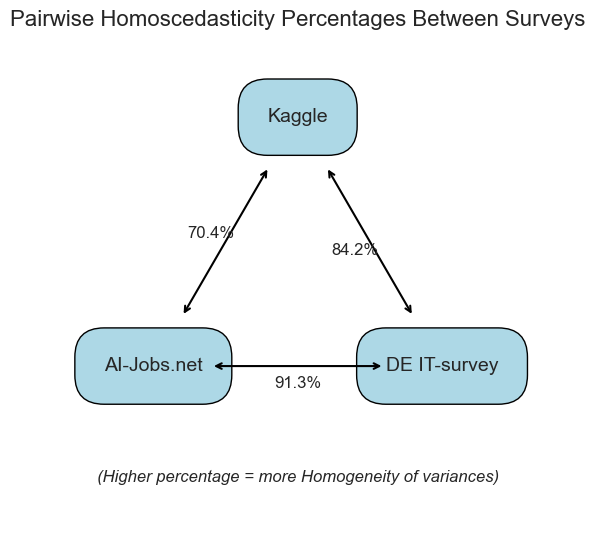 Pairwise Homoscedasticity Percentages Between Surveys
Kaggle
70.4%
84.2%
AI-Jobs.net
DE IT-survey
91.3%
(Higher percentage = more Homogeneity of variances)